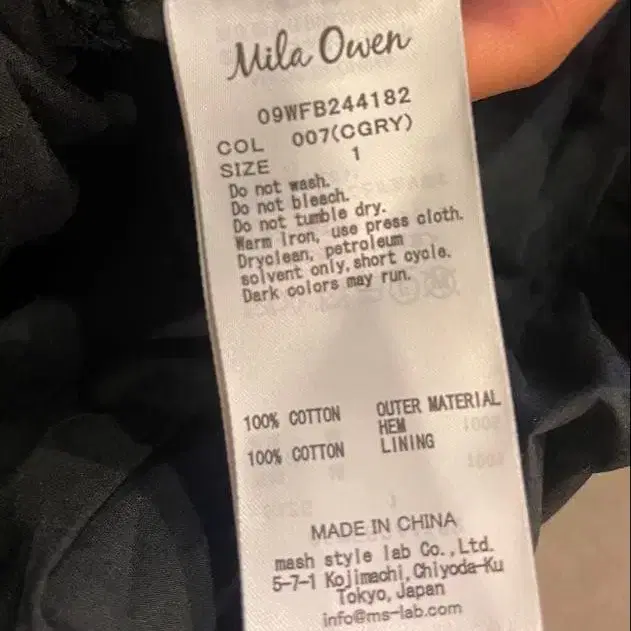 Mila Owen
09WFB244182
COL 007(CGRY)
SIZE 1
Do not wash.
Do not bleach.
Do not tumble dry.
Warm Iron, use press cloth.
Dryclean, petroleum
solvent only, short cycle.
Dark colors may run.
100% COTTON OUTER MATERIAL
HEM
100% COTTON LINING
MADE IN CHINA
mash style lab Co., Ltd.
5-7-1 Kojimachi, Chiyoda-Ku
Tokyo, Japan
info@ms-lab.com